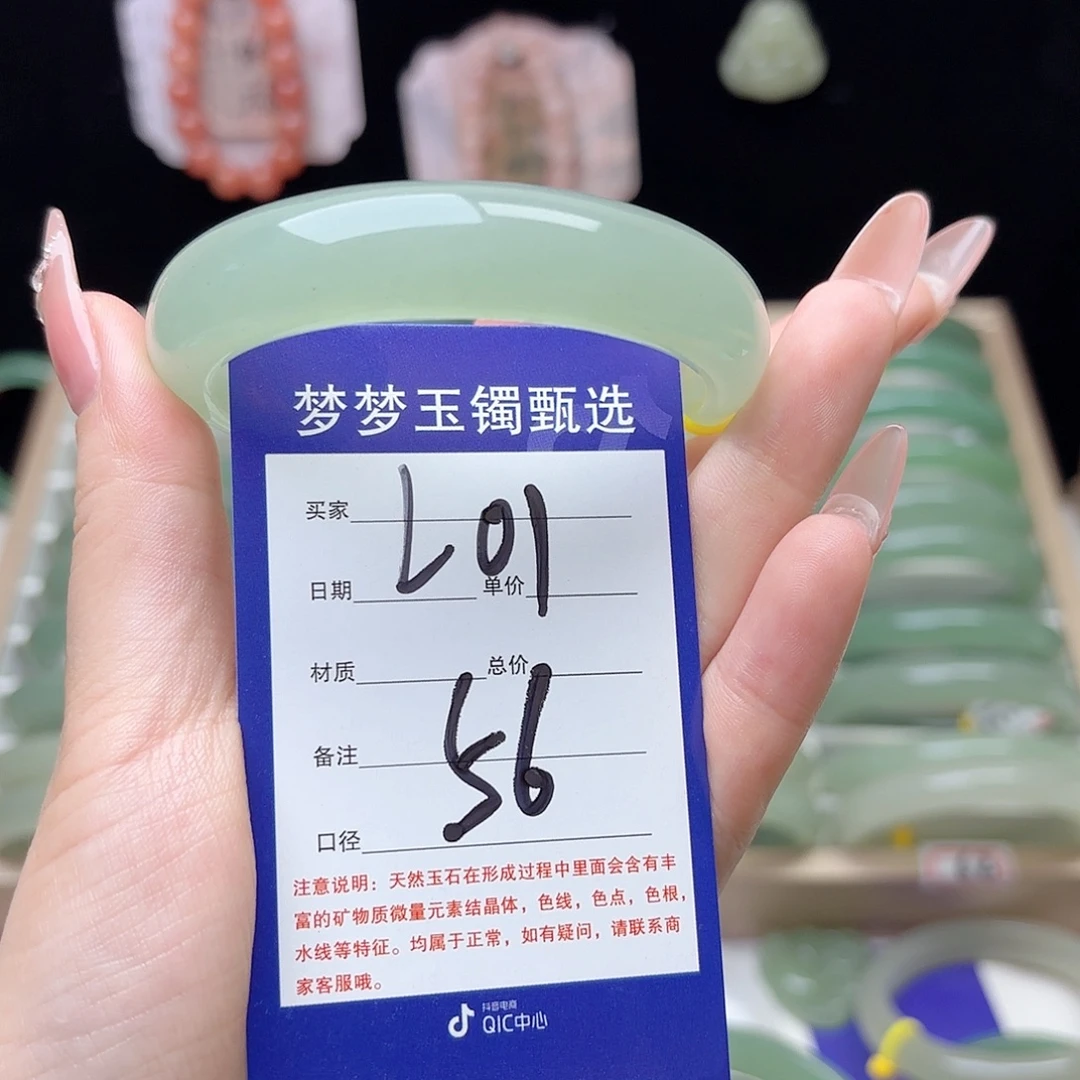 梦梦玉镯甄选
买家
L01
日期 单价
材质 总价
56
备注
口径
注意说明：天然玉石在形成过程中里面会含有丰
富的矿物质微量元素结晶体，色线，色点，色根，
水线等特征。均属于正常，如有疑问，请联系商
家客服哦。
抖音电商
QIC中心